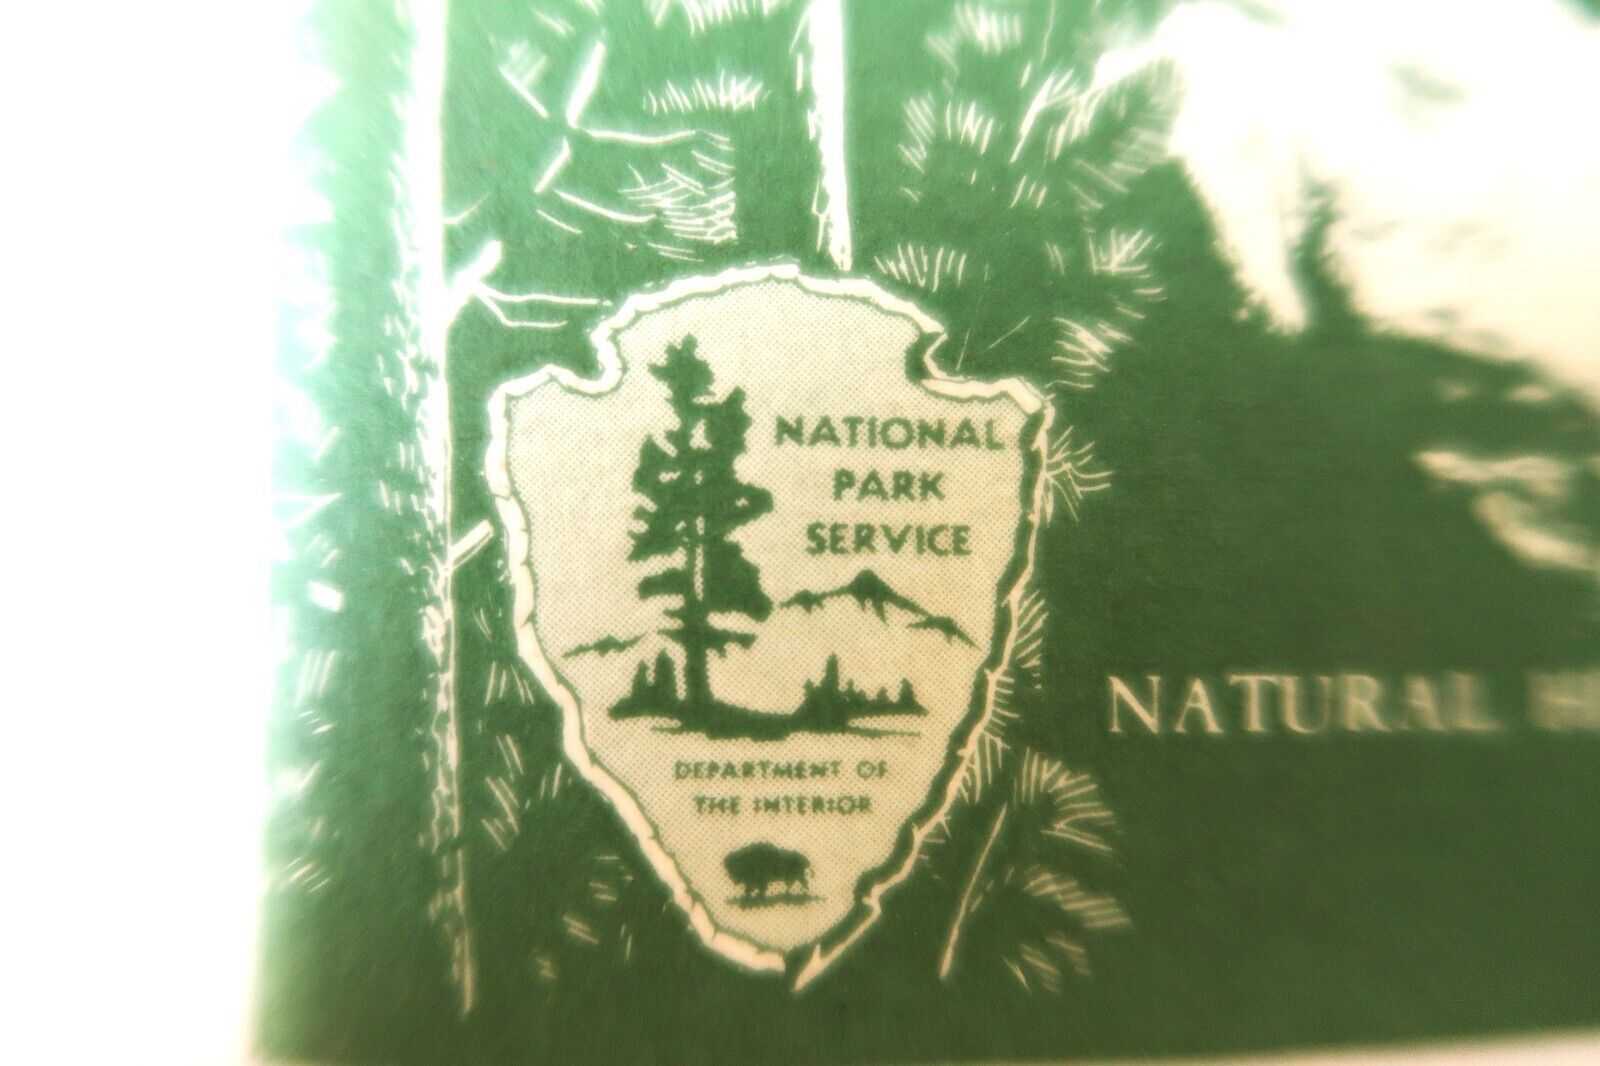 NATIONAL
PARK
SERVICE
DEPARTMENT OF
THE INTERIOR
NATURAL